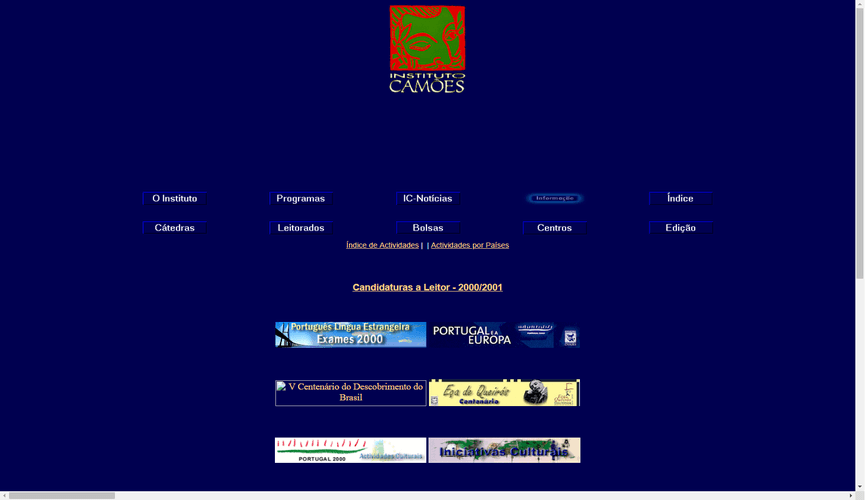 INSTITUTO
CAMÕES
O Instituto
Programas
IC-Notícias
Informação
Índice
Cátedras
Leitorados
Bolsas
Centros
Edição
Índice de Actividades | | Actividades por Países
Candidaturas a Leitor - 2000/2001
Português Língua Estrangeira
Exames 2000
PORTUGAL E A
EUROPA
V Centenário do Descobrimento do
Brasil
Eça de Queirós
Centenário
PORTUGAL 2000
Actividades Culturais
Iniciativas Culturais